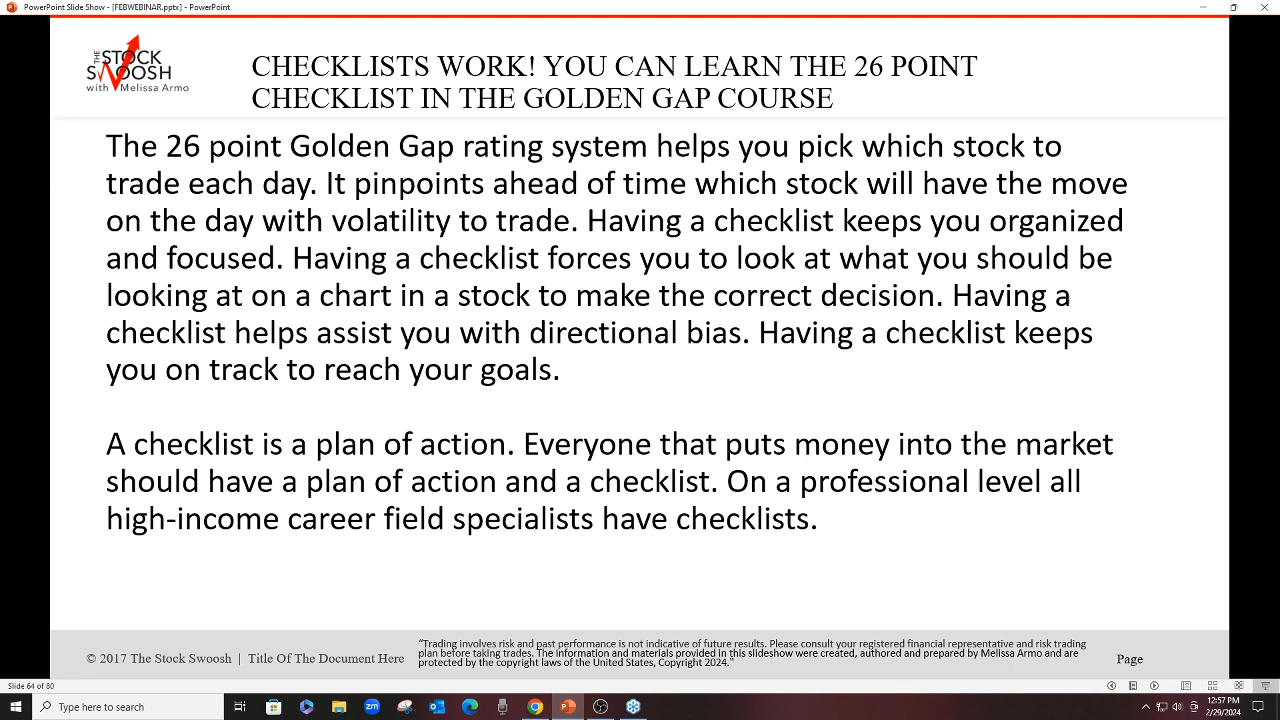 PowerPoint Slide Show - [FEBWEBINAR.pptx] - PowerPoint
THE
STOCK
SWOOSH
with Melissa Armo
CHECKLISTS WORK! YOU CAN LEARN THE 26 POINT
CHECKLIST IN THE GOLDEN GAP COURSE
The 26 point Golden Gap rating system helps you pick which stock to
trade each day. It pinpoints ahead of time which stock will have the move
on the day with volatility to trade. Having a checklist keeps you organized
and focused. Having a checklist forces you to look at what you should be
looking at on a chart in a stock to make the correct decision. Having a
checklist helps assist you with directional bias. Having a checklist keeps
you on track to reach your goals.
A checklist is a plan of action. Everyone that puts money into the market
should have a plan of action and a checklist. On a professional level all
high-income career field specialists have checklists.
© 2017 The Stock Swoosh | Title Of The Document Here
“Trading involves risk and past performance is not indicative of future results. Please consult your registered financial representative and risk trading
plan before taking trades. The information and materials provided in this slideshow were created, authored and prepared by Melissa Armo and are
protected by the copyright laws of the United States, Copyright 2024."
Page
Slide 64 of 80
Type here to search
zm
12:57 PM
2/29/2024